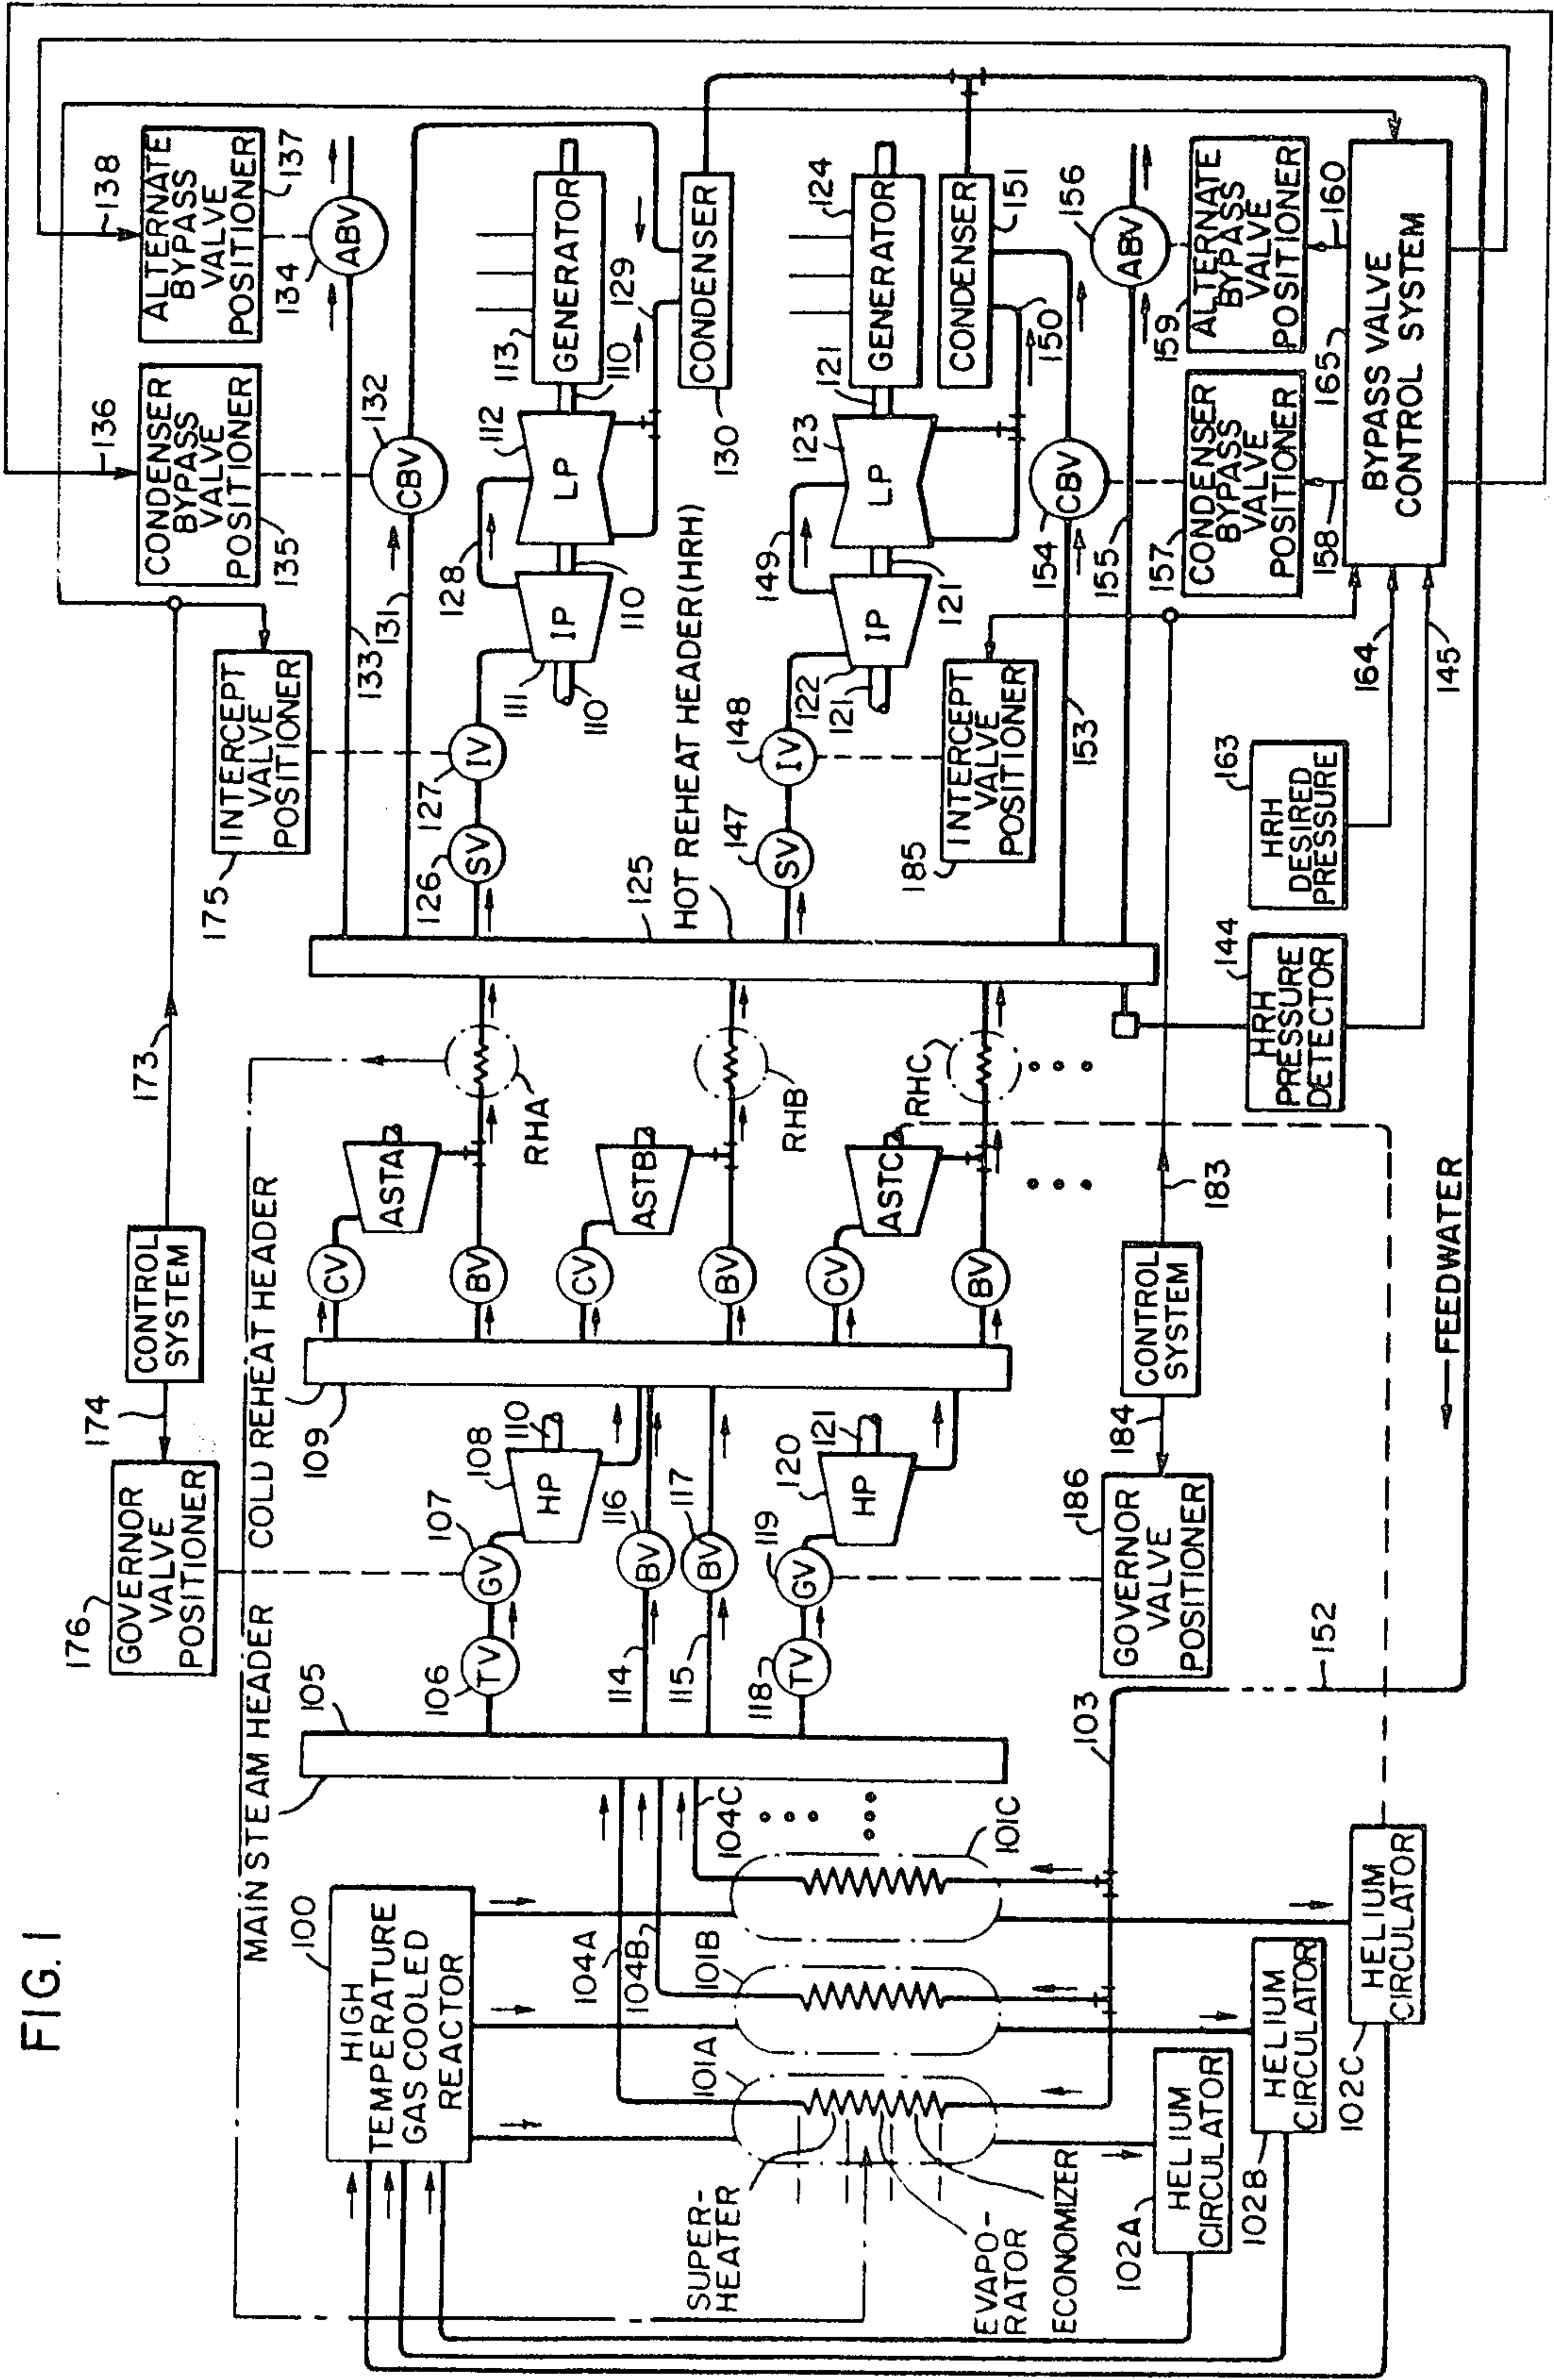 FIG. 1
HIGH
TEMPERATURE
GAS COOLED
REACTOR
100
MAIN STEAM HEADER
105
COLD REHEAT HEADER
109
HOT REHEAT HEADER (HRH)
125
176
GOVERNOR
VALVE
POSITIONER
174
CONTROL
SYSTEM
173
175
INTERCEPT
VALVE
POSITIONER
CONDENSER
BYPASS
VALVE
POSITIONER
135
136
ALTERNATE
BYPASS
VALVE
POSITIONER
137
138
134
ABV
133
131
CBV
132
104A
104B
104C
101A
101B
101C
SUPER-
HEATER
EVAPO-
RATOR
ECONOMIZER
HELIUM
CIRCULATOR
102A
HELIUM
CIRCULATOR
102B
HELIUM
CIRCULATOR
102C
103
152
FEEDWATER
106
TV
107
GV
108
HP
110
114
116
BV
115
117
BV
118
TV
119
GV
120
HP
121
186
GOVERNOR
VALVE
POSITIONER
184
CONTROL
SYSTEM
183
CV
ASTA
BV
RHA
CV
ASTB
BV
RHB
CV
ASTC
BV
RHC
126
SV
127
IV
111
IP
110
128
110
112
LP
110
113
GENERATOR
129
130
CONDENSER
147
SV
148
IV
122
IP
121
149
121
123
LP
121
124
GENERATOR
150
CONDENSER
151
185
INTERCEPT
VALVE
POSITIONER
153
154
CBV
155
156
ABV
157
CONDENSER
BYPASS
VALVE
POSITIONER
158
159
ALTERNATE
BYPASS
VALVE
POSITIONER
160
165
BYPASS VALVE
CONTROL SYSTEM
144
HRH
PRESSURE
DETECTOR
145
163
HRH
DESIRED
PRESSURE
164